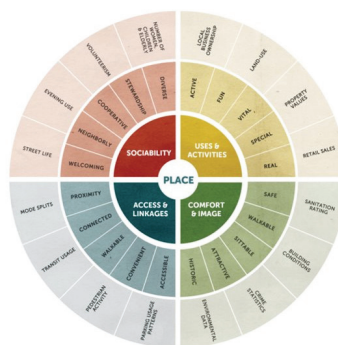 NUMBER OF
WOMEN,
CHILDREN
& ELDERLY
VOLUNTEERISM
EVENING USE
STREET LIFE
DIVERSE
STEWARDSHIP
COOPERATIVE
NEIGHBORLY
WELCOMING
SOCIABILITY
LOCAL
BUSINESS
OWNERSHIP
LAND-USE
PROPERTY
VALUES
RETAIL SALES
ACTIVE
FUN
VITAL
SPECIAL
REAL
USES &
ACTIVITIES
PLACE
ACCESS &
LINKAGES
PROXIMITY
CONNECTED
WALKABLE
CONVENIENT
ACCESSIBLE
MODE SPLITS
TRANSIT USAGE
PEDESTRIAN
ACTIVITY
PARKING USAGE
PATTERNS
COMFORT
& IMAGE
SAFE
WALKABLE
SITTABLE
ATTRACTIVE
HISTORIC
SANITATION
RATING
BUILDING
CONDITIONS
CRIME
STATISTICS
ENVIRONMENTAL
DATA